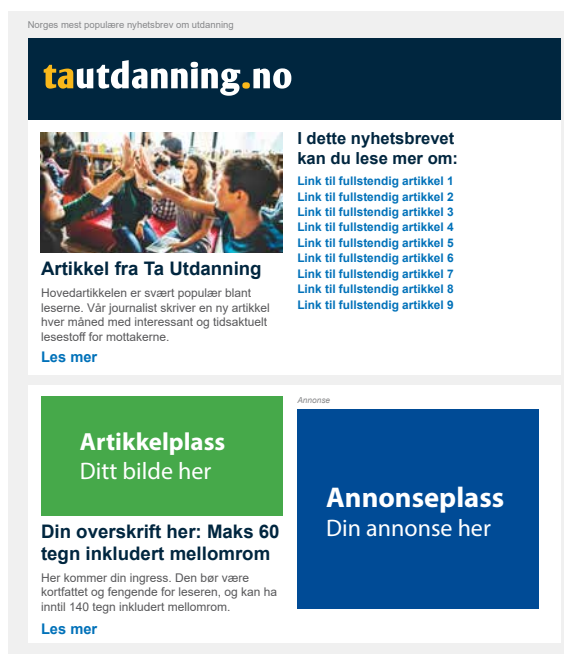 Norges mest populære nyhetsbrev om utdanning
tautdanning.no
Artikkel fra Ta Utdanning
Hovedartikkelen er svært populær blant
leserne. Vår journalist skriver en ny artikkel
hver måned med interessant og tidsaktuelt
lesestoff for mottakerne.
Les mer
I dette nyhetsbrevet
kan du lese mer om:
Link til fullstendig artikkel 1
Link til fullstendig artikkel 2
Link til fullstendig artikkel 3
Link til fullstendig artikkel 4
Link til fullstendig artikkel 5
Link til fullstendig artikkel 6
Link til fullstendig artikkel 7
Link til fullstendig artikkel 8
Link til fullstendig artikkel 9
Artikkelplass
Ditt bilde her
Din overskrift her: Maks 60
tegn inkludert mellomrom
Her kommer din ingress. Den bør være
kortfattet og fengende for leseren, og kan ha
inntil 140 tegn inkludert mellomrom.
Les mer
Annonse
Annonseplass
Din annonse her